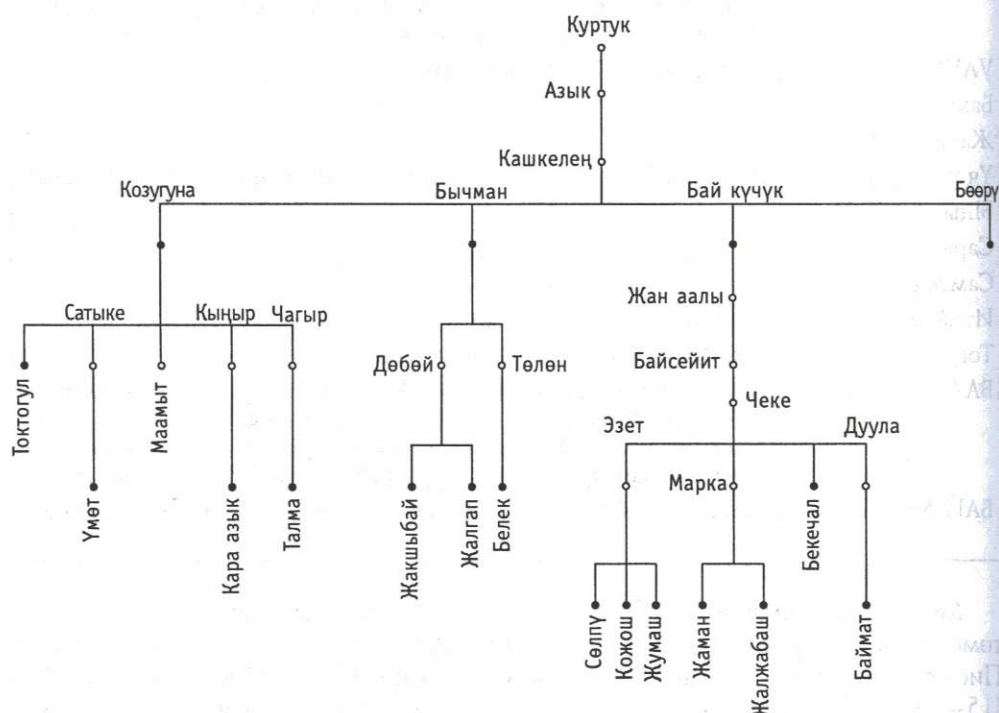 Куртук
Азык
Кашкелең
Козугуна Бычман Бай күчүк Бөөрү
Жан аалы
Сатыке Кыңыр Чагыр
Дөбөй Төлөн Байсейит
Чеке
Токтогул
Маамыт
Эзет Дуула
Марка
Үмөт
Кара азык
Талма
Жакшыбай
Жалгап
Белек
Бекечал
Сөлпү
Кожош
Жумаш
Жаман
Жалжабаш
Баймат